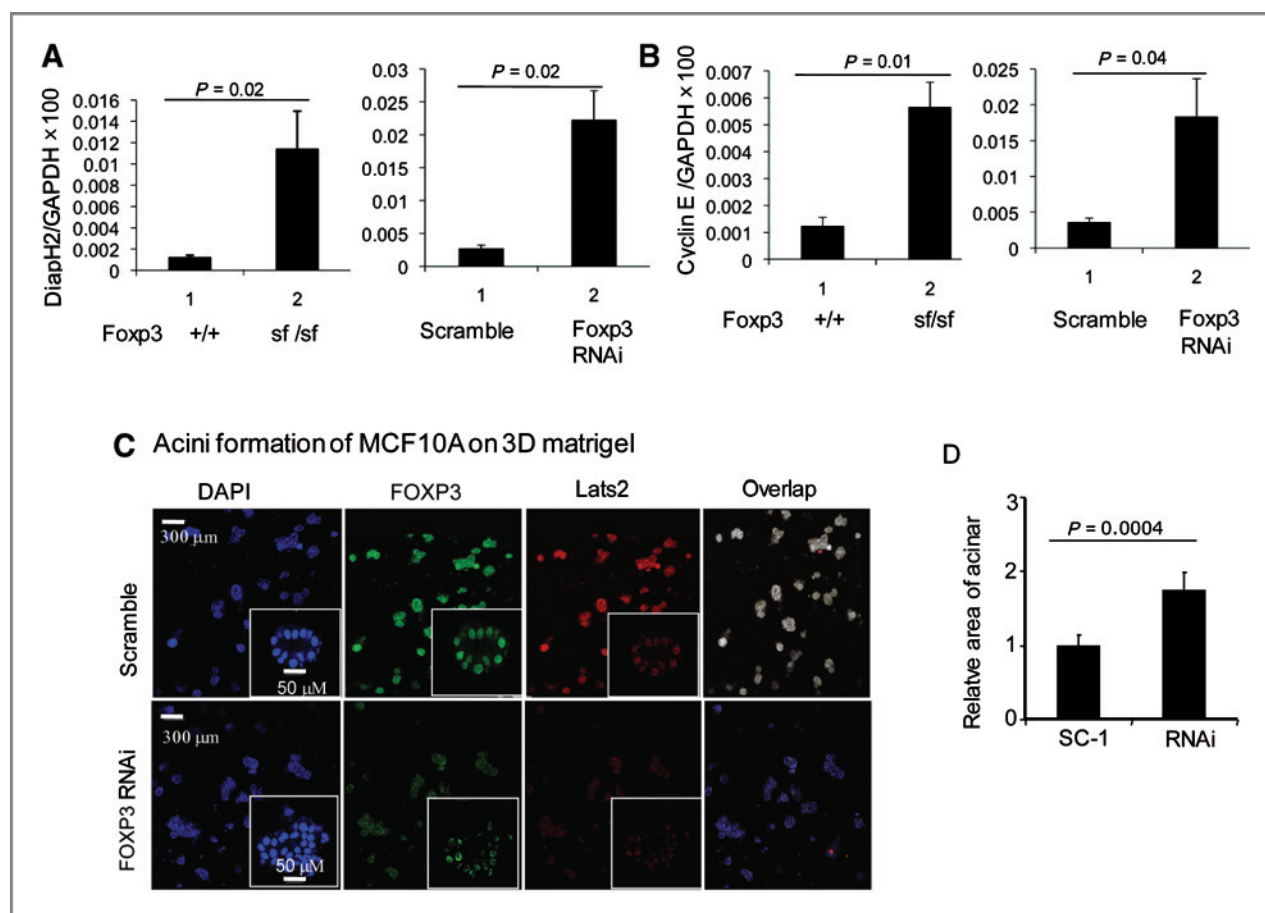 A
DiapH2/GAPDH × 100
P = 0.02
0.016
0.014
0.012
0.01
0.008
0.006
0.004
0.002
0
1 2
Foxp3 +/+ sf /sf
P = 0.02
0.03
0.025
0.02
0.015
0.01
0.005
0
1 2
Scramble Foxp3
RNAi
B
Cyclin E /GAPDH × 100
P = 0.01
0.007
0.006
0.005
0.004
0.003
0.002
0.001
0
1 2
Foxp3 +/+ sf/sf
P = 0.04
0.025
0.02
0.015
0.01
0.005
0
1 2
Scramble Foxp3
RNAi
C Acini formation of MCF10A on 3D matrigel
DAPI FOXP3 Lats2 Overlap
Scramble
300 μm
50 μM
FOXP3 RNAi
300 μm
50 μM
D
Relatve area of acinar
3
2
1
0
P = 0.0004
SC-1 RNAi